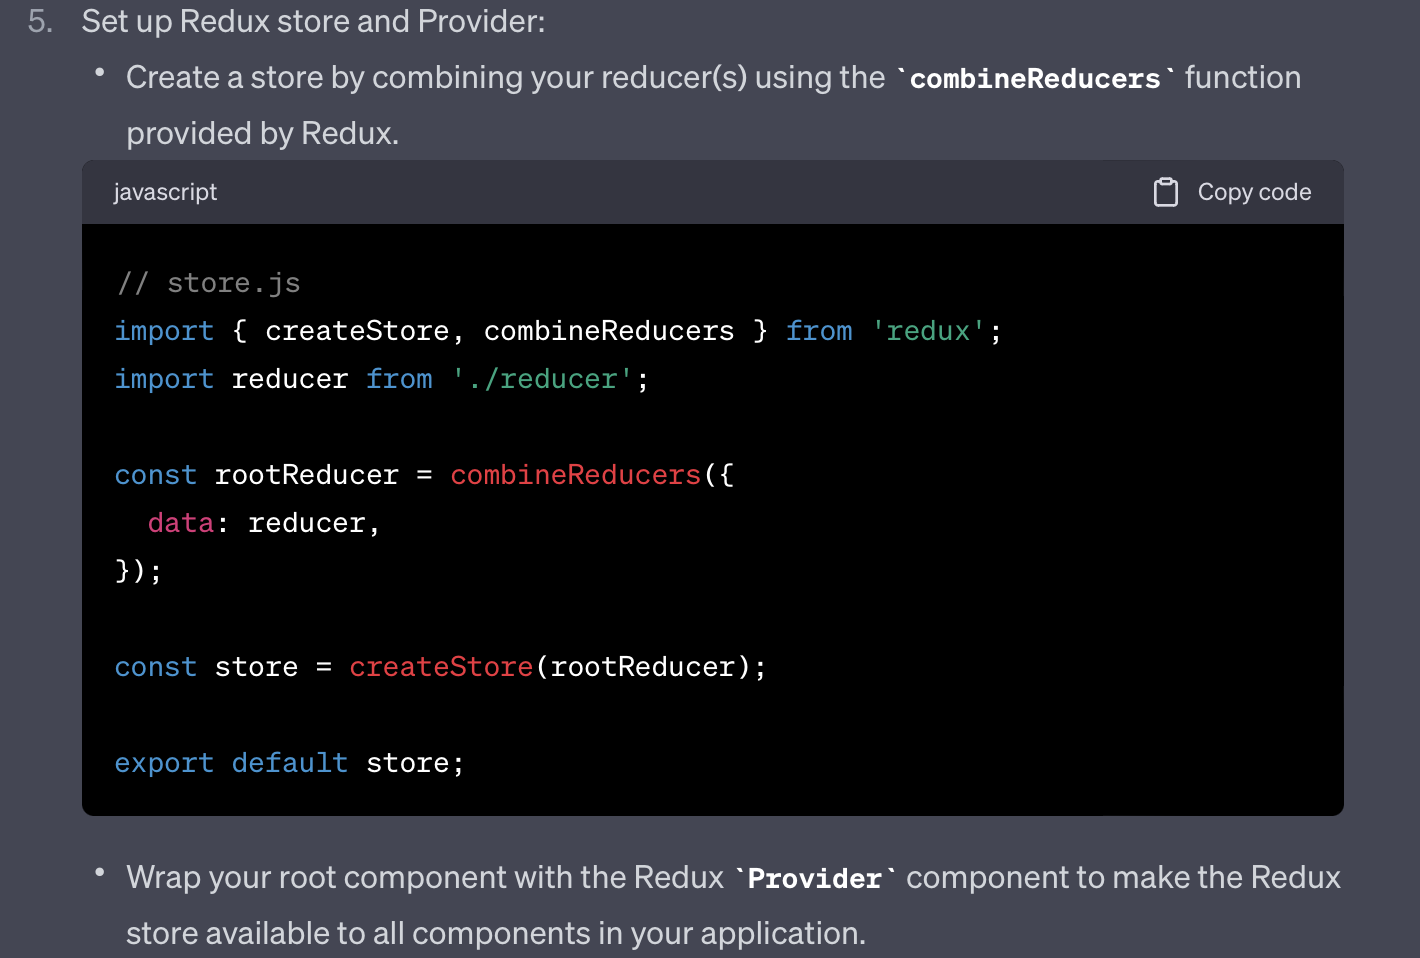 5. Set up Redux store and Provider:
• Create a store by combining your reducer(s) using the `combineReducers` function
provided by Redux.
javascript Copy code
// store.js
import { createStore, combineReducers } from 'redux';
import reducer from './reducer';
const rootReducer = combineReducers({
  data: reducer,
});
const store = createStore(rootReducer);
export default store;
• Wrap your root component with the Redux `Provider` component to make the Redux
store available to all components in your application.